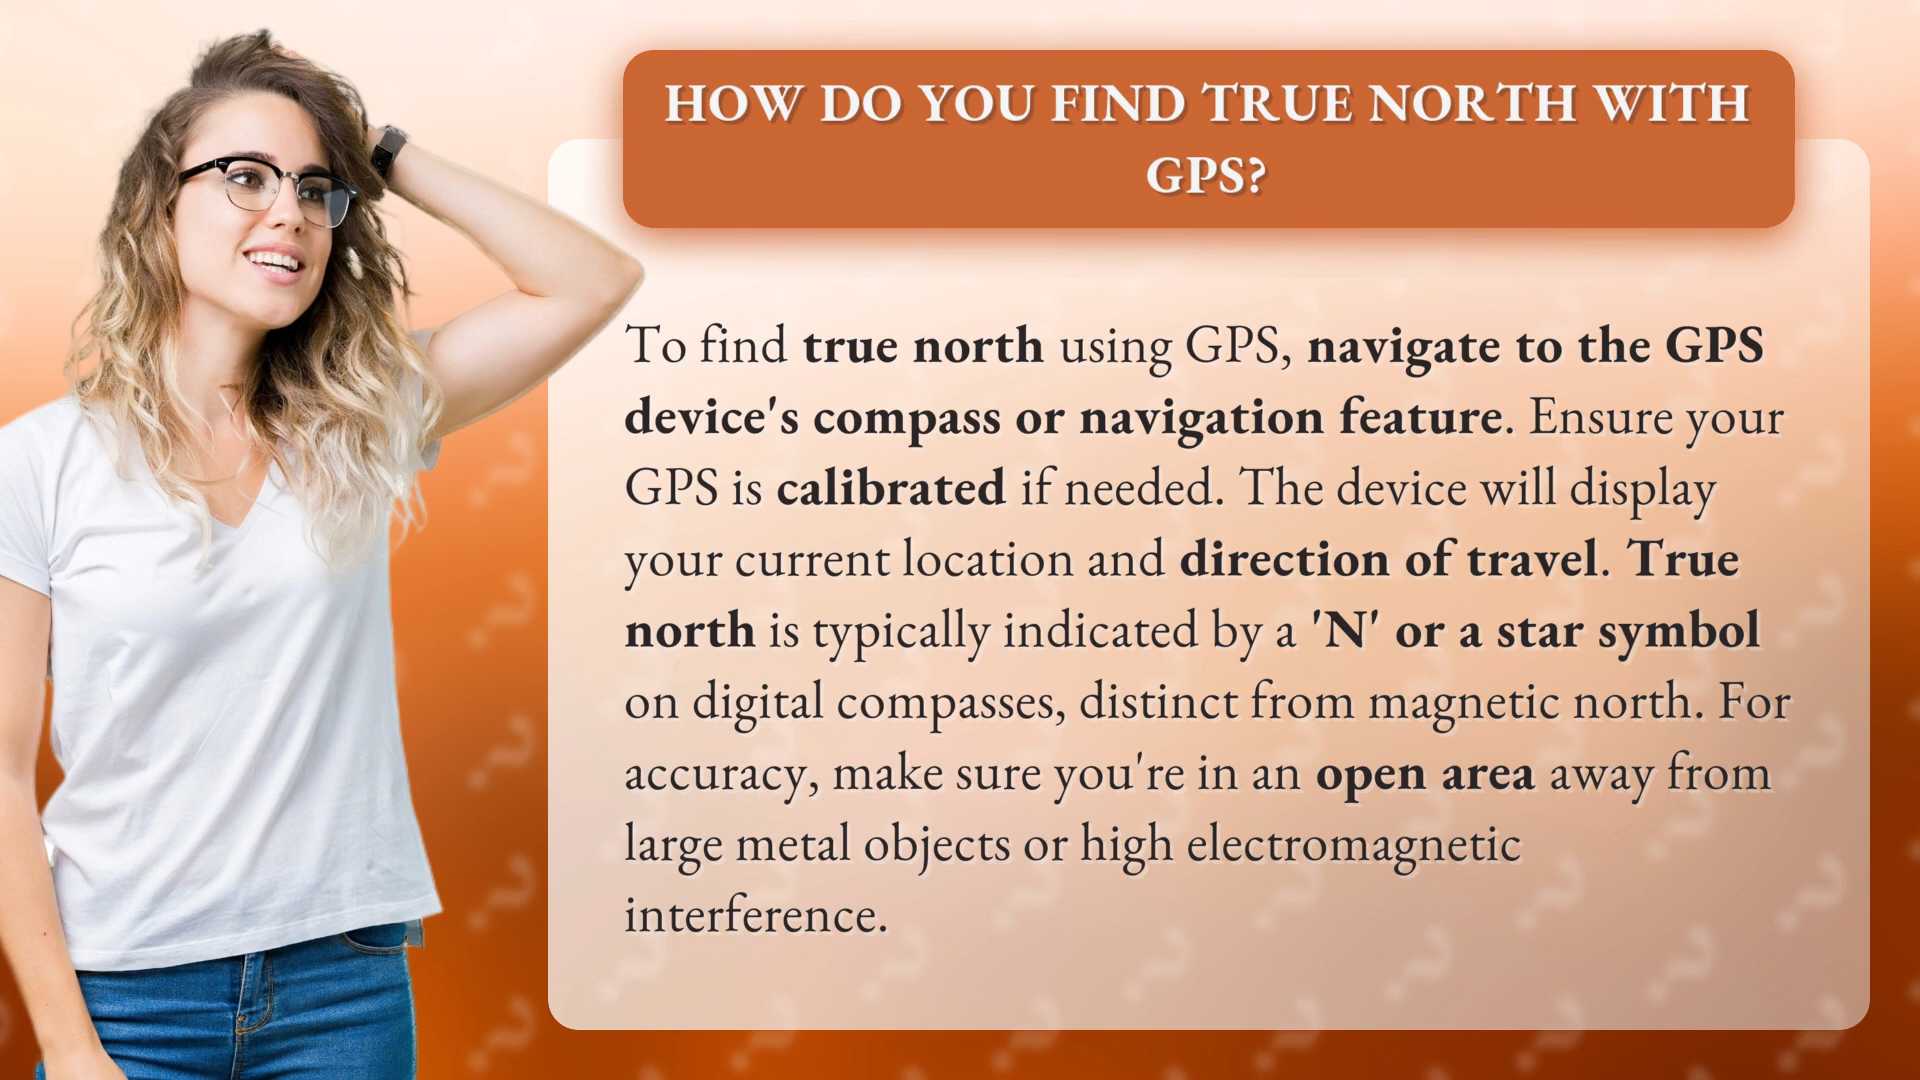 HOW DO YOU FIND TRUE NORTH WITH
GPS?
To find true north using GPS, navigate to the GPS
device's compass or navigation feature. Ensure your
GPS is calibrated if needed. The device will display
your current location and direction of travel. True
north is typically indicated by a 'N' or a star symbol
on digital compasses, distinct from magnetic north. For
accuracy, make sure you're in an open area away from
large metal objects or high electromagnetic
interference.